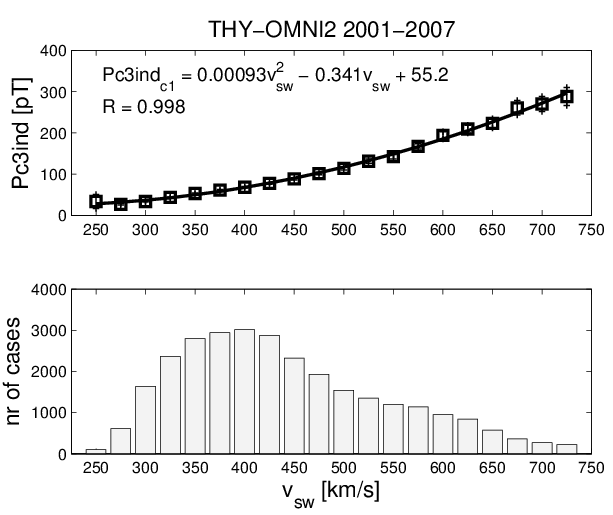 THY−OMNI2 2001−2007
400
300
200
100
0
Pc3ind [pT]
Pc3ind_c1 = 0.00093v_sw^2 − 0.341v_sw + 55.2
R = 0.998
250 300 350 400 450 500 550 600 650 700 750
4000
3000
2000
1000
0
nr of cases
250 300 350 400 450 500 550 600 650 700 750
v_sw [km/s]